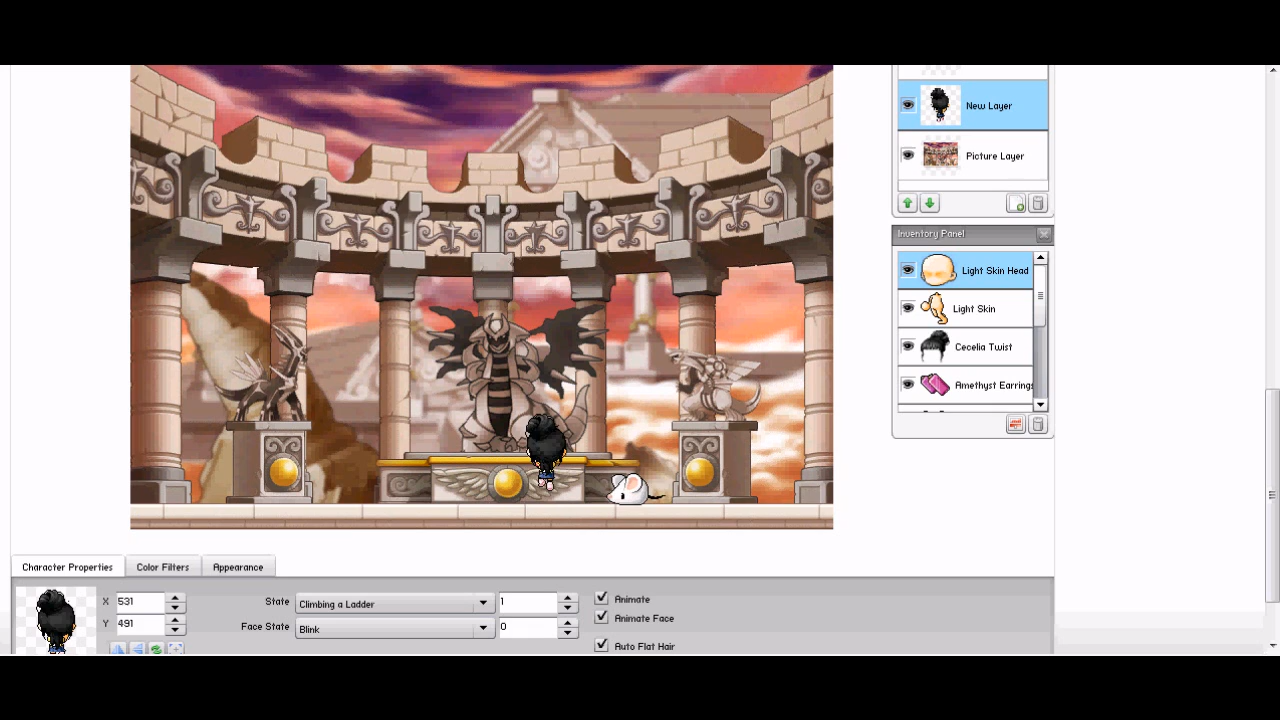 New Layer
Picture Layer
Inventory Panel
Light Skin Head
Light Skin
Cecelia Twist
Amethyst Earrings
Character Properties
Color Filters
Appearance
X 531
State Climbing a Ladder 1
Animate
Y 491
Face State Blink 0
Animate Face
Auto Flat Hair